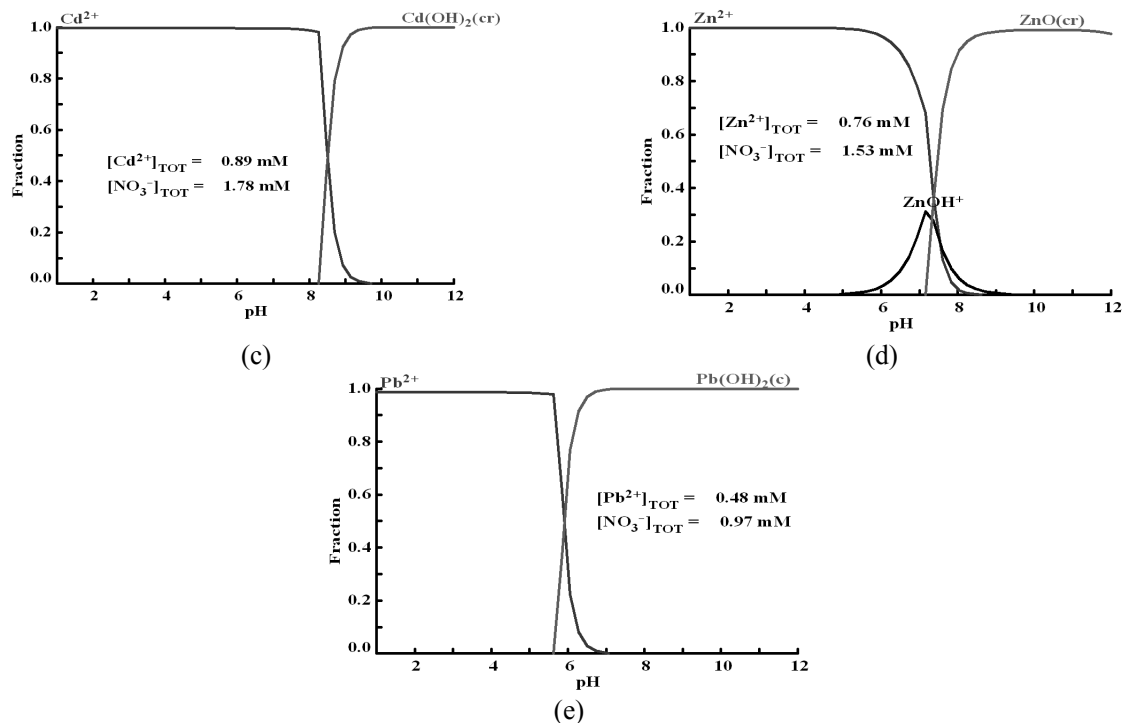 Cd²⁺ Cd(OH)₂(cr)
1.0
0.8
0.6
0.4
0.2
0.0
Fraction
[Cd²⁺]TOT = 0.89 mM
[NO₃⁻]TOT = 1.78 mM
2 4 6 8 10 12
pH
(c)
Zn²⁺ ZnO(cr)
1.0
0.8
0.6
0.4
0.2
0.0
Fraction
[Zn²⁺]TOT = 0.76 mM
[NO₃⁻]TOT = 1.53 mM
ZnOH⁺
2 4 6 8 10 12
pH
(d)
Pb²⁺ Pb(OH)₂(c)
1.0
0.8
0.6
0.4
0.2
0.0
Fraction
[Pb²⁺]TOT = 0.48 mM
[NO₃⁻]TOT = 0.97 mM
2 4 6 8 10 12
pH
(e)